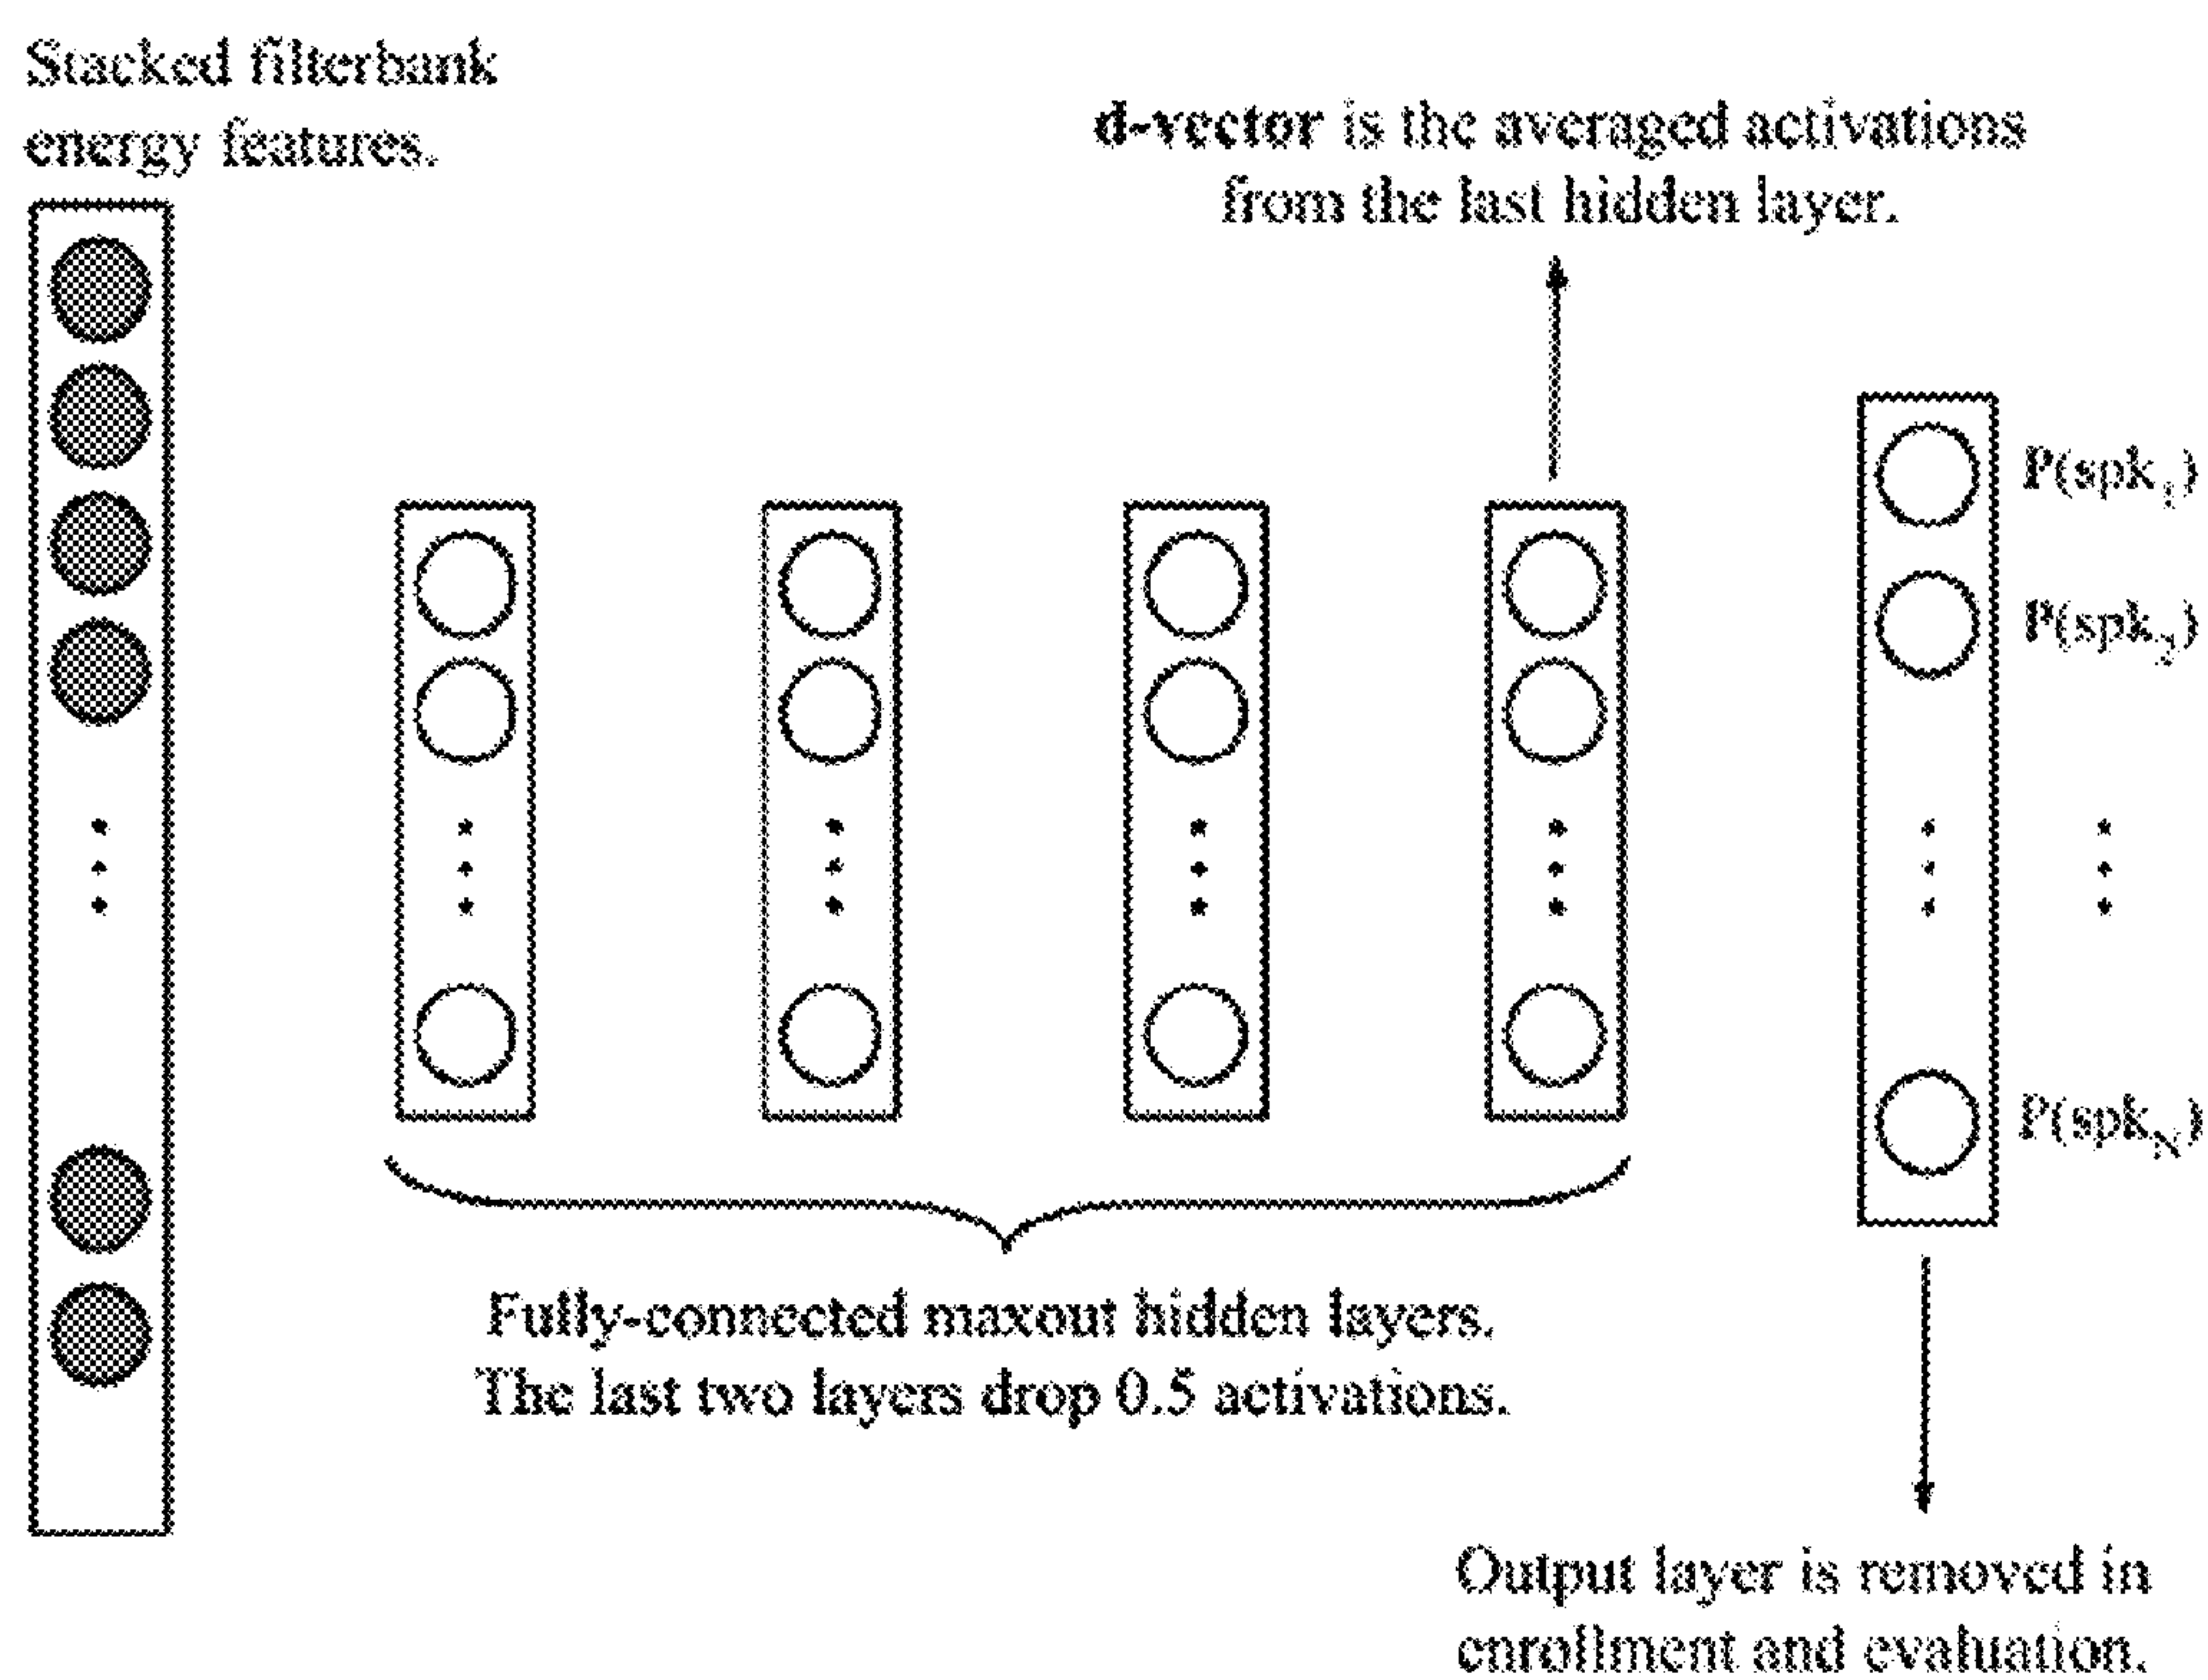 Stacked filterbank
energy features.
d-vector is the averaged activations
from the last hidden layer.
P(spk₁)
P(spk₂)
P(spk_N)
Fully-connected maxout hidden layers.
The last two layers drop 0.5 activations.
Output layer is removed in
enrollment and evaluation.